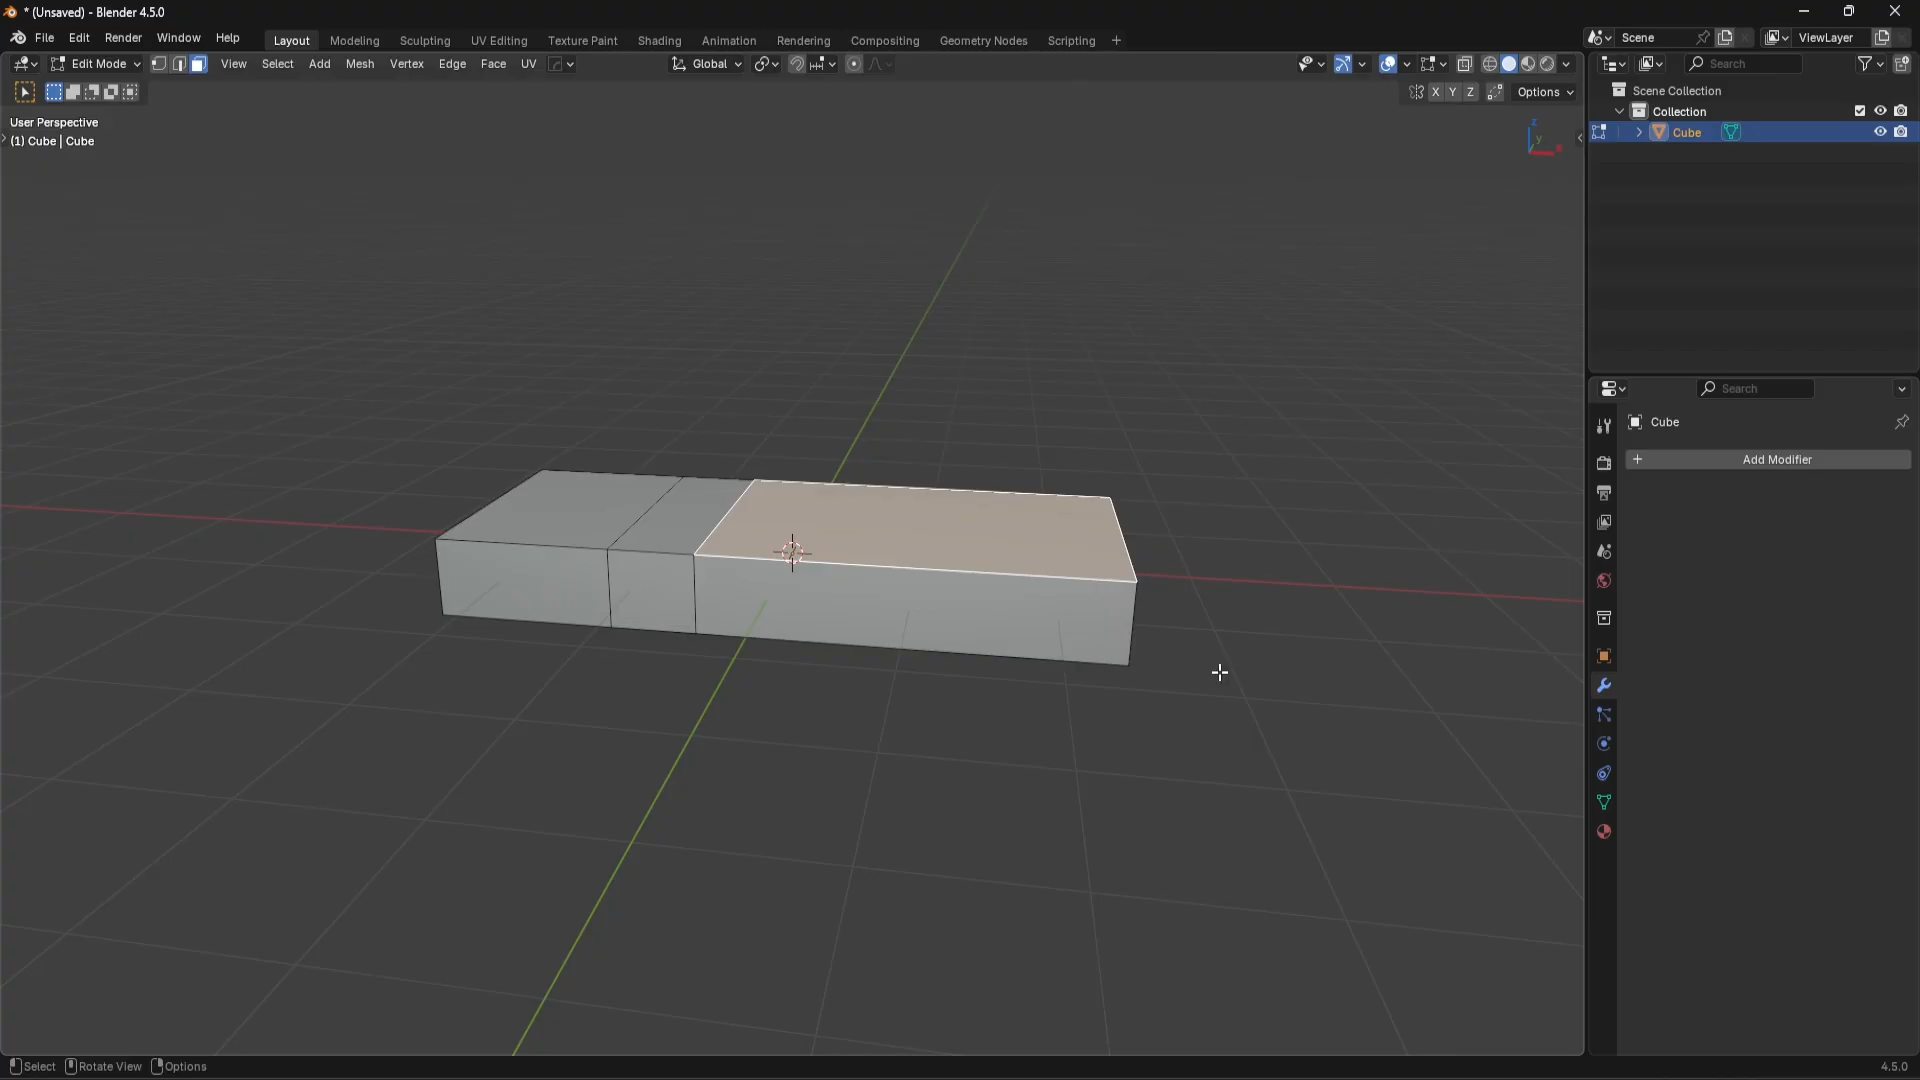 * (Unsaved) - Blender 4.5.0
File Edit Render Window Help Layout Modeling Sculpting UV Editing Texture Paint Shading Animation Rendering Compositing Geometry Nodes Scripting + Scene ViewLayer
Edit Mode View Select Add Mesh Vertex Edge Face UV Global Search
X Y Z Options
Scene Collection
Collection
Cube
User Perspective
(1) Cube | Cube
Z
Y
X
Search
Cube
+ Add Modifier
Select Rotate View Options 4.5.0